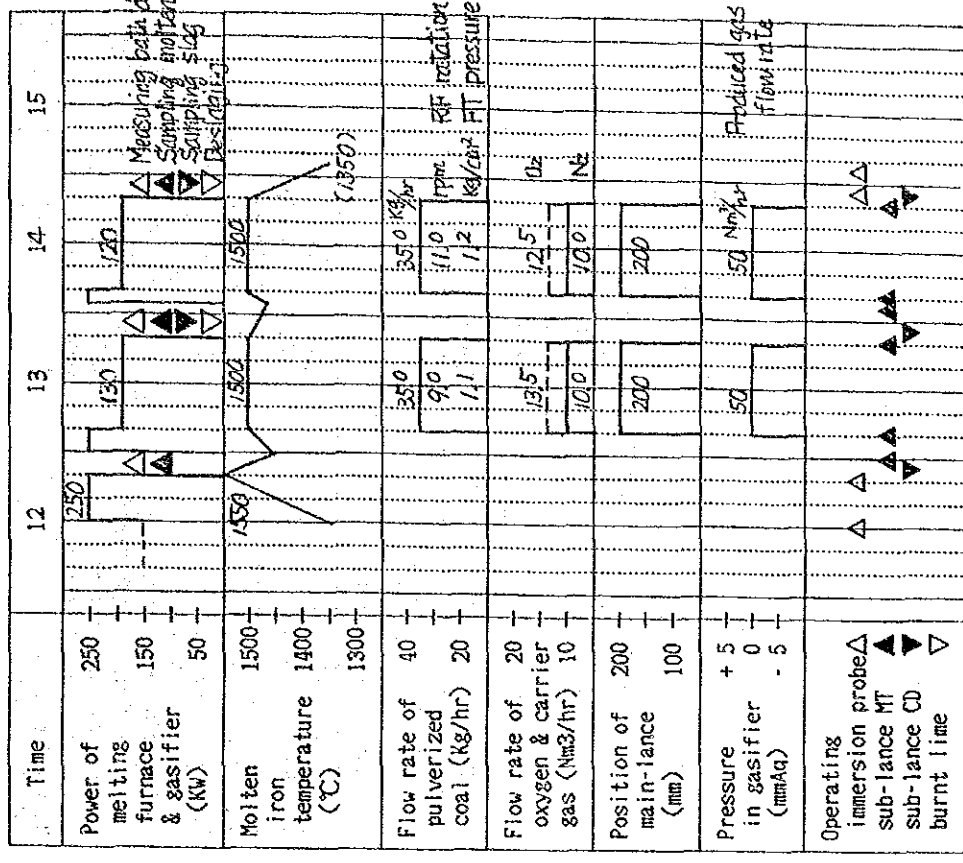 Time 12 13 14 15
Power of
melting
furnace
& gasifier
(KW)
250
150
50
250
130
120
Measuring bath
Sampling molten
Sampling slag
Deslagging
Molten
iron
temperature
(°C)
1500
1400
1300
1550
1500
1500
(1350)
Flow rate of
pulverized
coal (Kg/hr)
40
20
35.0
9.0
1.1
35.0 Kg/hr
11.0 rpm RF rotation
1.2 Kg/cm² FT pressure
Flow rate of
oxygen & carrier
gas (Nm3/hr)
20
10
13.5
10.0
12.5 O₂
10.0 N₂
Position of
main-lance
(mm)
200
100
200
200
Pressure
in gasifier
(mmAq)
+ 5
0
- 5
50
50 Nm³/hr Produced gas
flow rate
Operating
immersion probe △
sub-lance MT ▲
sub-lance CD ▼
burnt lime ▽